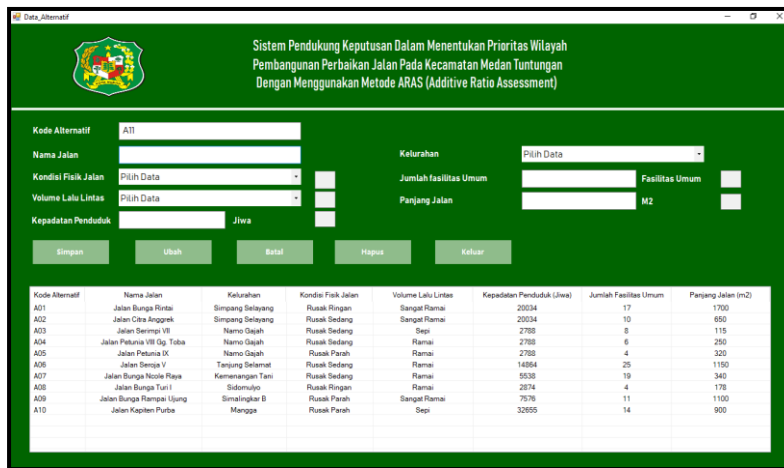 Data_Alternatif
Sistem Pendukung Keputusan Dalam Menentukan Prioritas Wilayah
Pembangunan Perbaikan Jalan Pada Kecamatan Medan Tuntungan
Dengan Menggunakan Metode ARAS (Additive Ratio Assessment)
Kode Alternatif A11
Nama Jalan Kelurahan Pilih Data
Kondisi Fisik Jalan Pilih Data Jumlah fasilitas Umum Fasilitas Umum
Volume Lalu Lintas Pilih Data Panjang Jalan M2
Kepadatan Penduduk Jiwa
Simpan Ubah Batal Hapus Keluar
Kode Alternatif Nama Jalan Kelurahan Kondisi Fisik Jalan Volume Lalu Lintas Kepadatan Penduduk (Jiwa) Jumlah Fasilitas Umum Panjang Jalan (m2)
A01 Jalan Bunga Rintai Simpang Selayang Rusak Ringan Sangat Ramai 20034 17 1700
A02 Jalan Citra Anggrek Simpang Selayang Rusak Sedang Sangat Ramai 20034 10 650
A03 Jalan Serimpi VII Namo Gajah Rusak Sedang Sepi 2788 8 115
A04 Jalan Petunia VIII Gg. Toba Namo Gajah Rusak Sedang Ramai 2788 6 250
A05 Jalan Petunia IX Namo Gajah Rusak Parah Ramai 2788 4 320
A06 Jalan Seroja V Tanjung Selamat Rusak Sedang Ramai 14864 25 1150
A07 Jalan Bunga Ncole Raya Kemenangan Tani Rusak Sedang Ramai 5538 19 340
A08 Jalan Bunga Turi I Sidomulyo Rusak Ringan Ramai 2874 4 178
A09 Jalan Bunga Rampai Ujung Simalingkar B Rusak Parah Sangat Ramai 7576 11 1100
A10 Jalan Kapiten Purba Mangga Rusak Parah Sepi 32655 14 900